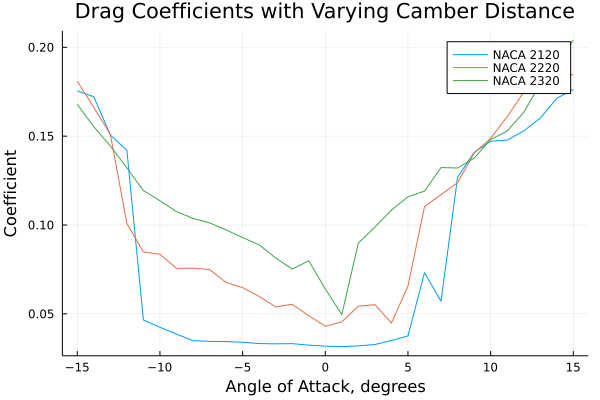 Drag Coefficients with Varying Camber Distance
0.20
NACA 2120
NACA 2220
NACA 2320
0.15
Coefficient
0.10
0.05
−15 −10 −5 0 5 10 15
Angle of Attack, degrees